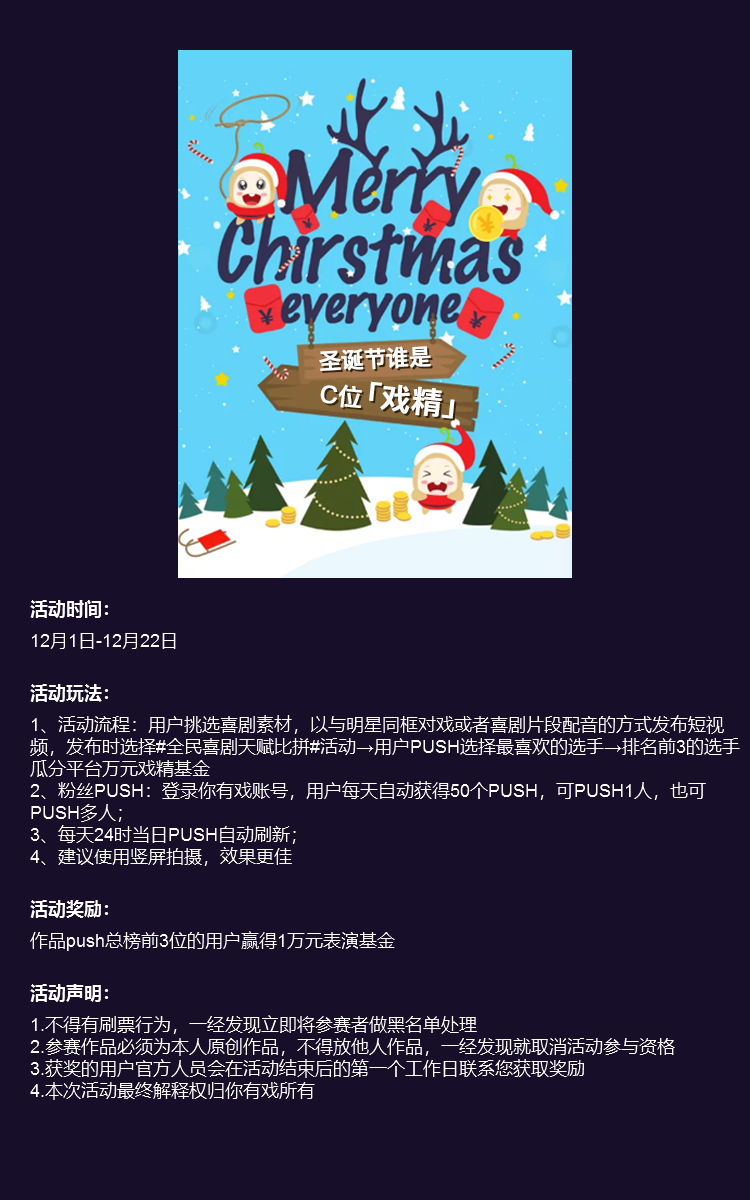 Merry
Chirstmas
everyone
圣诞节谁是
C位「戏精」
活动时间：
12月1日-12月22日
活动玩法：
1、活动流程：用户挑选喜剧素材，以与明星同框对戏或者喜剧片段配音的方式发布短视
频，发布时选择#全民喜剧天赋比拼#活动→用户PUSH选择最喜欢的选手→排名前3的选手
瓜分平台万元戏精基金
2、粉丝PUSH：登录你有戏账号，用户每天自动获得50个PUSH，可PUSH1人，也可
PUSH多人；
3、每天24时当日PUSH自动刷新；
4、建议使用竖屏拍摄，效果更佳
活动奖励：
作品push总榜前3位的用户赢得1万元表演基金
活动声明：
1.不得有刷票行为，一经发现立即将参赛者做黑名单处理
2.参赛作品必须为本人原创作品，不得放他人作品，一经发现就取消活动参与资格
3.获奖的用户官方人员会在活动结束后的第一个工作日联系您获取奖励
4.本次活动最终解释权归你有戏所有